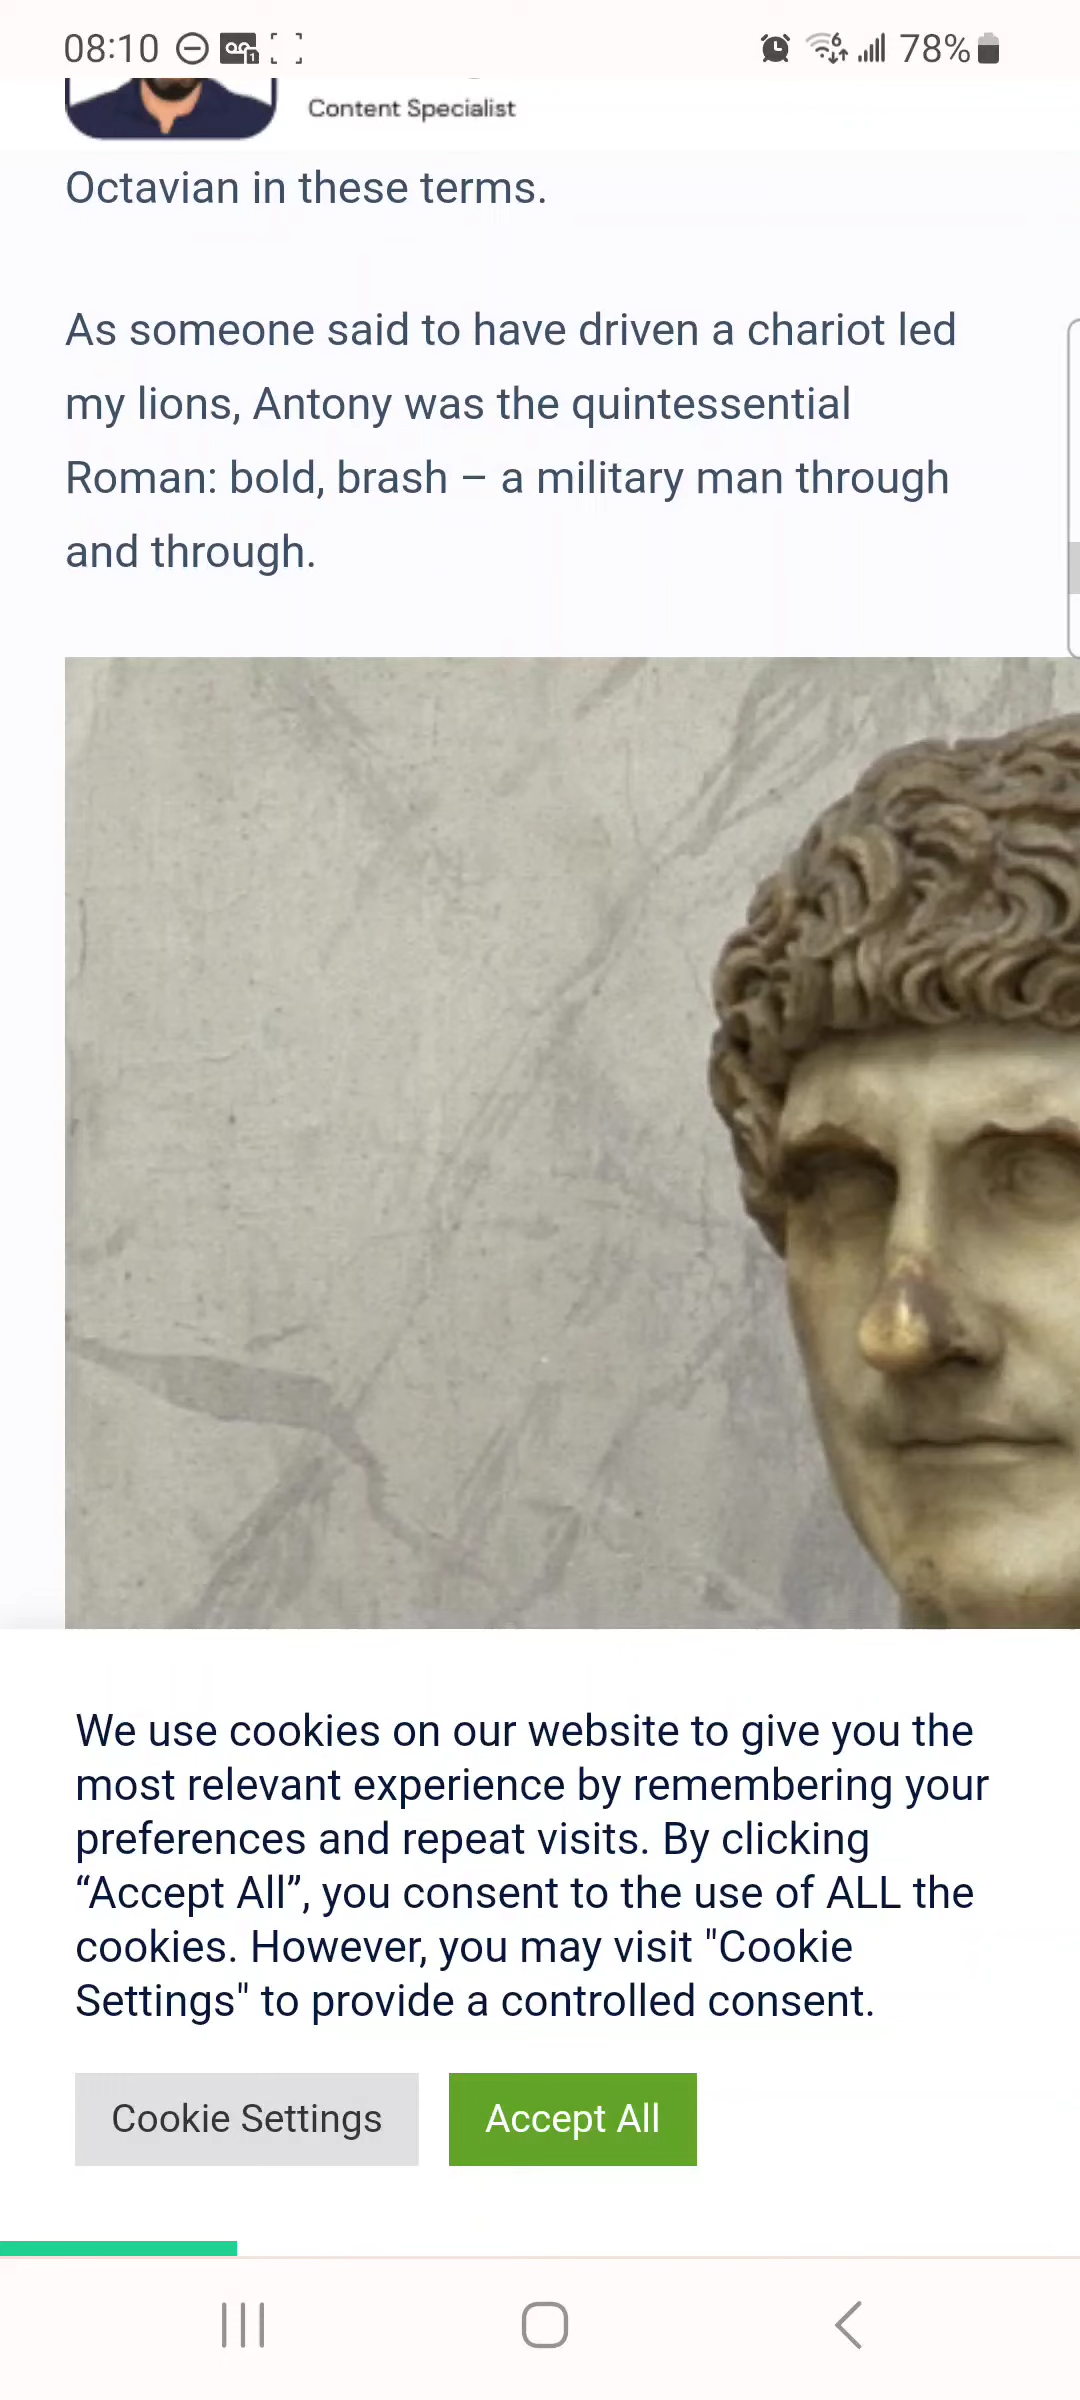 08:10 78%
Content Specialist
Octavian in these terms.
As someone said to have driven a chariot led
my lions, Antony was the quintessential
Roman: bold, brash – a military man through
and through.
We use cookies on our website to give you the
most relevant experience by remembering your
preferences and repeat visits. By clicking
“Accept All”, you consent to the use of ALL the
cookies. However, you may visit "Cookie
Settings" to provide a controlled consent.
Cookie Settings Accept All